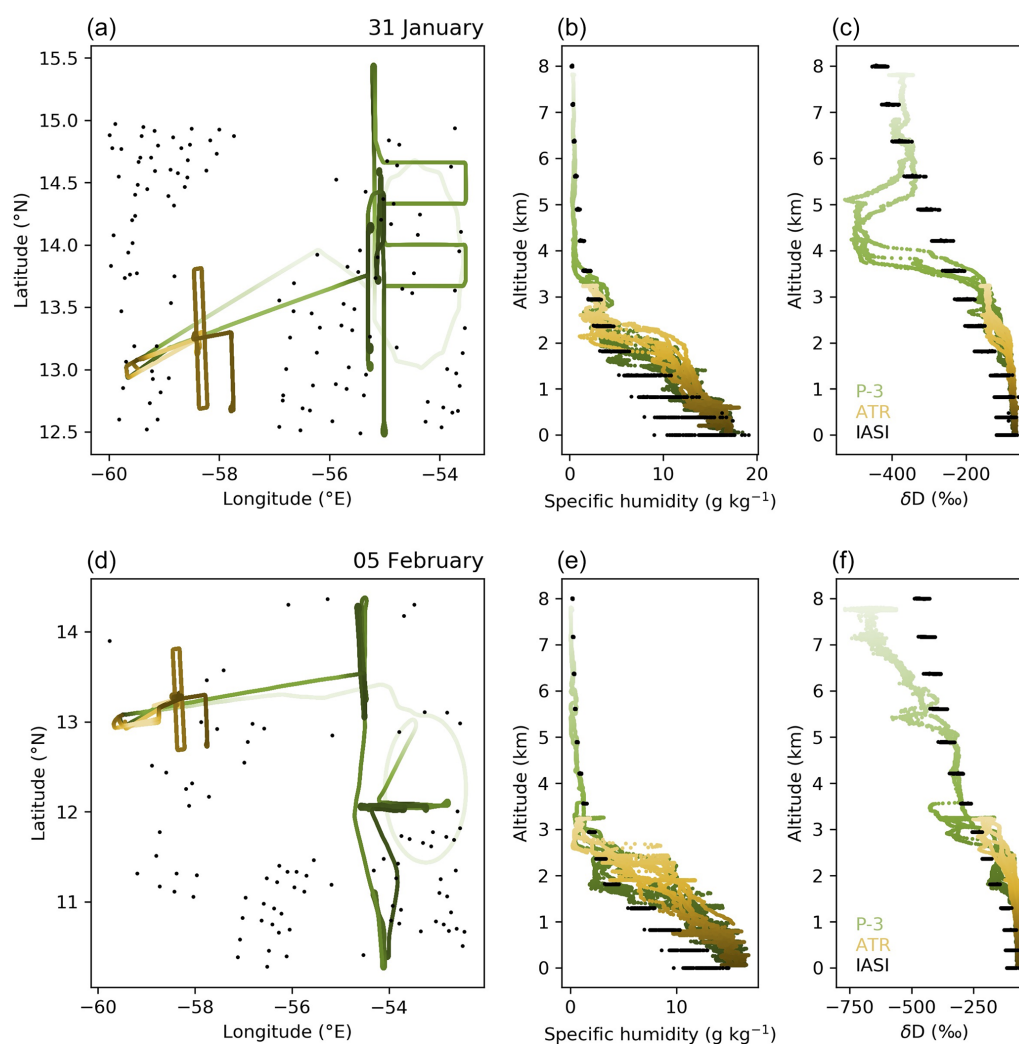 (a) 31 January
15.5
15.0
14.5
14.0
13.5
13.0
12.5
Latitude (°N)
−60 −58 −56 −54
Longitude (°E)
(b)
8
7
6
5
4
3
2
1
0
Altitude (km)
0 10 20
Specific humidity (g kg⁻¹)
(c)
8
7
6
5
4
3
2
1
0
Altitude (km)
P-3
ATR
IASI
−400 −200
δD (‰)
(d) 05 February
14
13
12
11
Latitude (°N)
−60 −58 −56 −54
Longitude (°E)
(e)
8
7
6
5
4
3
2
1
0
Altitude (km)
0 10
Specific humidity (g kg⁻¹)
(f)
8
7
6
5
4
3
2
1
0
Altitude (km)
P-3
ATR
IASI
−750 −500 −250
δD (‰)